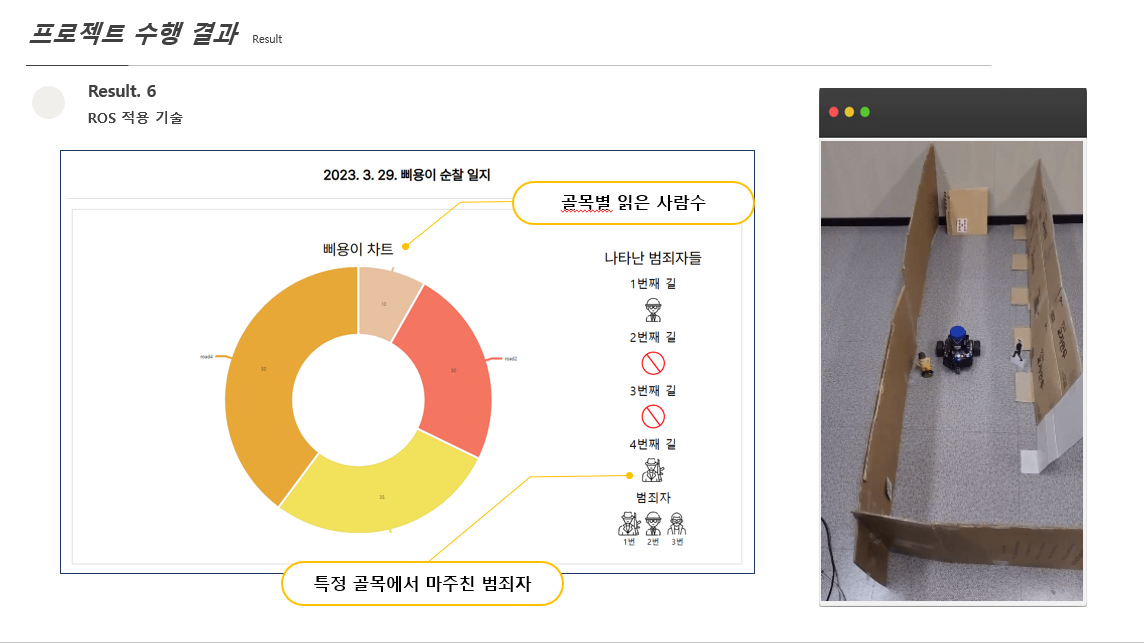 프로젝트 수행 결과 Result
Result. 6
ROS 적용 기술
2023. 3. 29. 삐용이 순찰 일지
골목별 읽은 사람수
삐용이 차트
road4
road2
나타난 범죄자들
1번째 길
2번째 길
3번째 길
4번째 길
범죄자
1번 2번 3번
특정 골목에서 마주친 범죄자